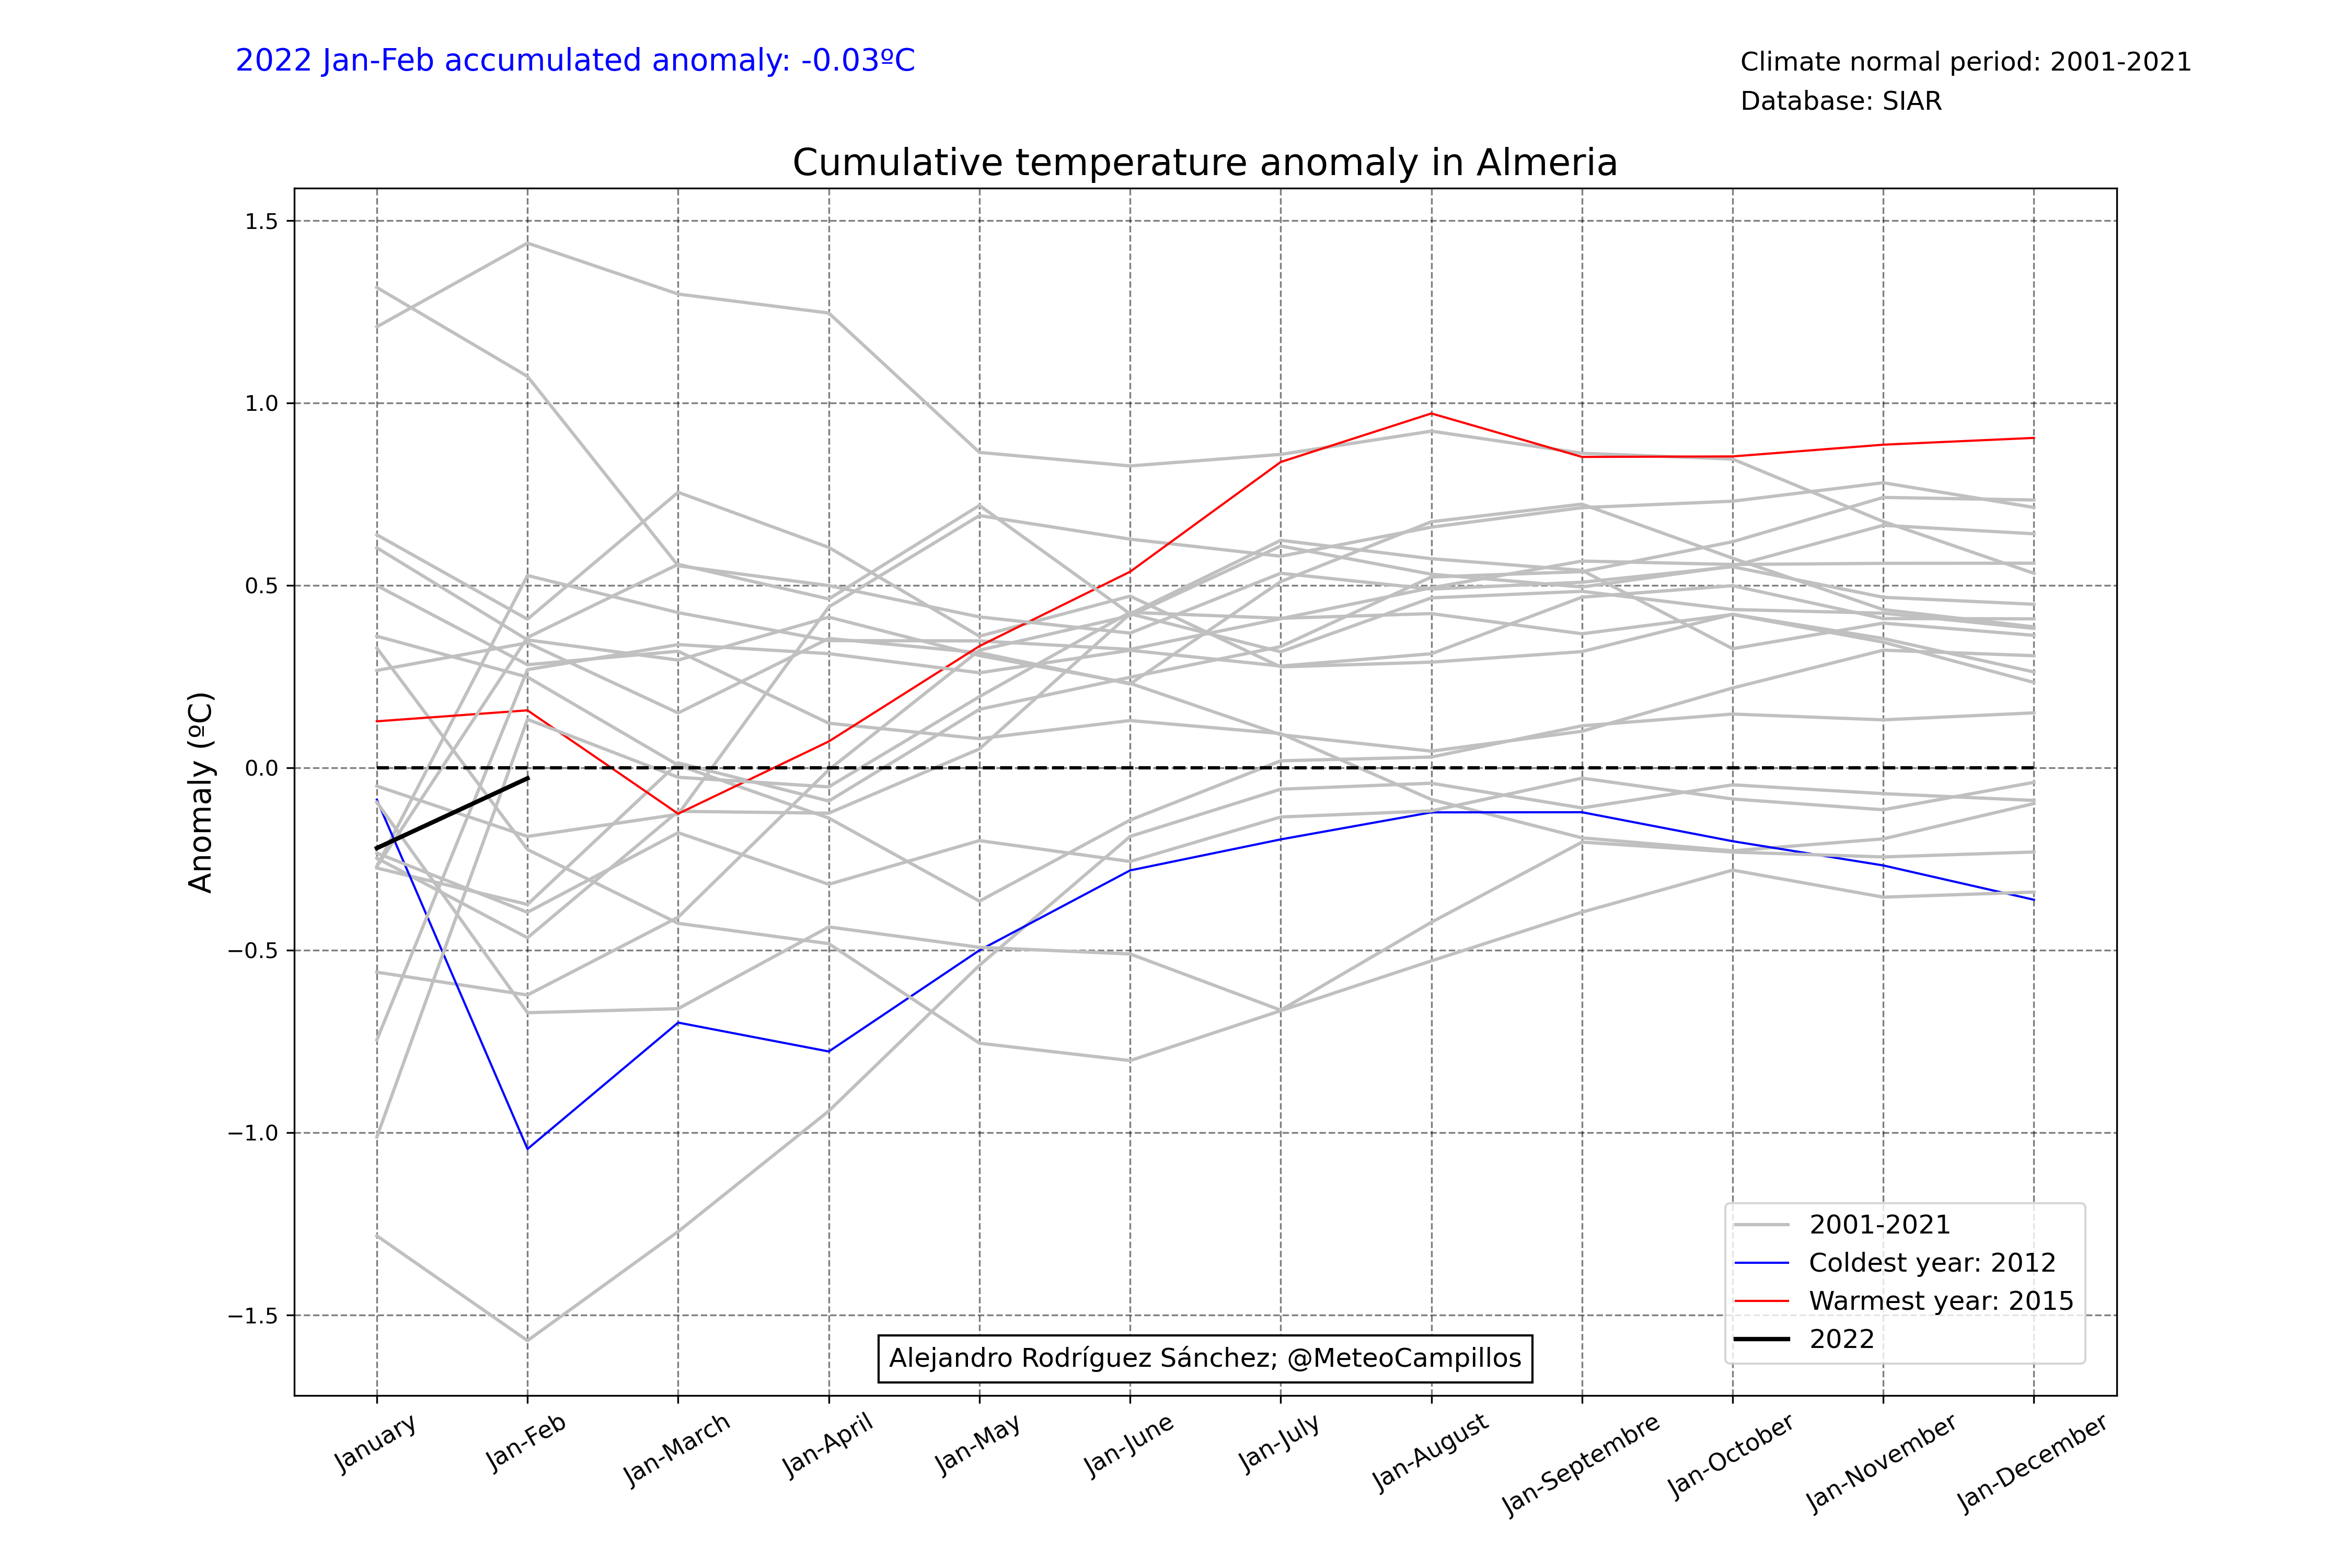 2022 Jan-Feb accumulated anomaly: -0.03ºC
Climate normal period: 2001-2021
Database: SIAR
Cumulative temperature anomaly in Almeria
Anomaly (ºC)
1.5
1.0
0.5
0.0
−0.5
−1.0
−1.5
2001-2021
Coldest year: 2012
Warmest year: 2015
2022
Alejandro Rodríguez Sánchez; @MeteoCampillos
January
Jan-Feb
Jan-March
Jan-April
Jan-May
Jan-June
Jan-July
Jan-August
Jan-Septembre
Jan-October
Jan-November
Jan-December